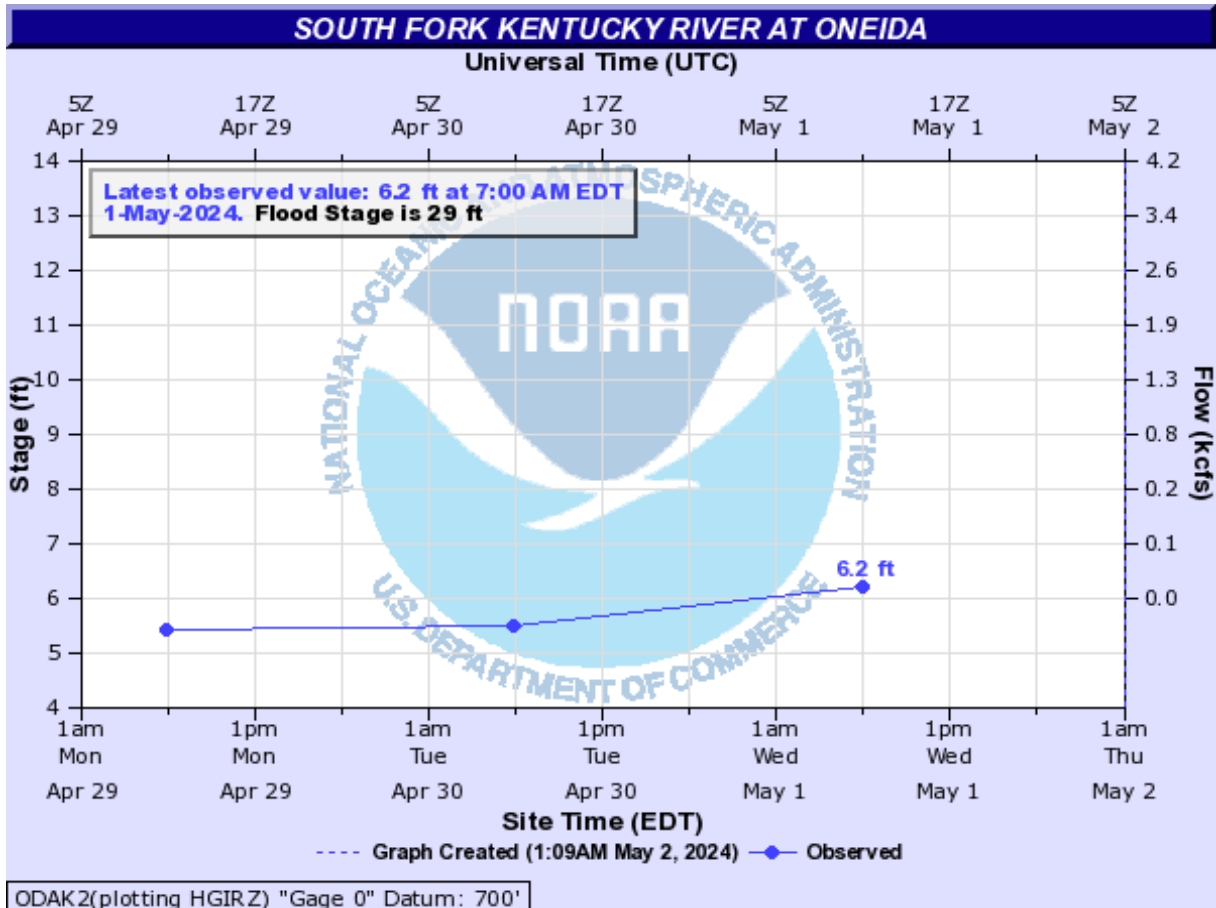 SOUTH FORK KENTUCKY RIVER AT ONEIDA
Universal Time (UTC)
5Z 17Z 5Z 17Z 5Z 17Z 5Z
Apr 29 Apr 29 Apr 30 Apr 30 May 1 May 1 May 2
Latest observed value: 6.2 ft at 7:00 AM EDT
1-May-2024. Flood Stage is 29 ft
14 4.2
13 3.4
12 2.6
11 1.9
10 1.3
9 0.8
8 0.2
7 0.1
6 0.0
5
4
Stage (ft)
Flow (kcfs)
NATIONAL OCEANIC AND ATMOSPHERIC ADMINISTRATION
NOAA
U.S. DEPARTMENT OF COMMERCE
6.2 ft
1am 1pm 1am 1pm 1am 1pm 1am
Mon Mon Tue Tue Wed Wed Thu
Apr 29 Apr 29 Apr 30 Apr 30 May 1 May 1 May 2
Site Time (EDT)
---- Graph Created (1:09AM May 2, 2024) Observed
ODAK2(plotting HGIRZ) "Gage 0" Datum: 700'